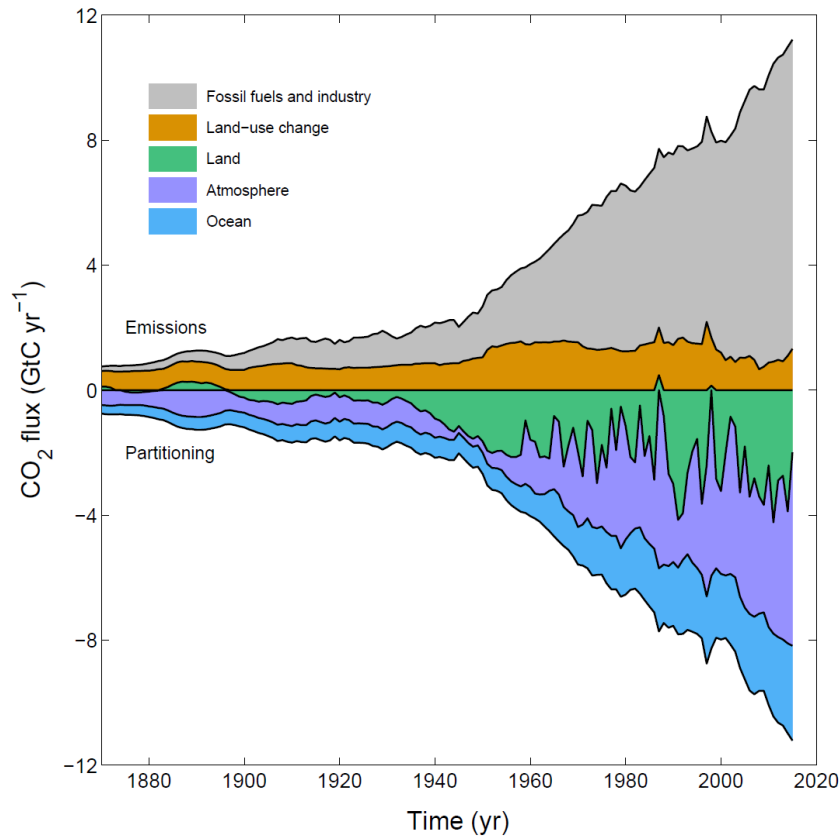 12
8
4
0
−4
−8
−12
CO2 flux (GtC yr−1)
Fossil fuels and industry
Land−use change
Land
Atmosphere
Ocean
Emissions
Partitioning
1880 1900 1920 1940 1960 1980 2000 2020
Time (yr)